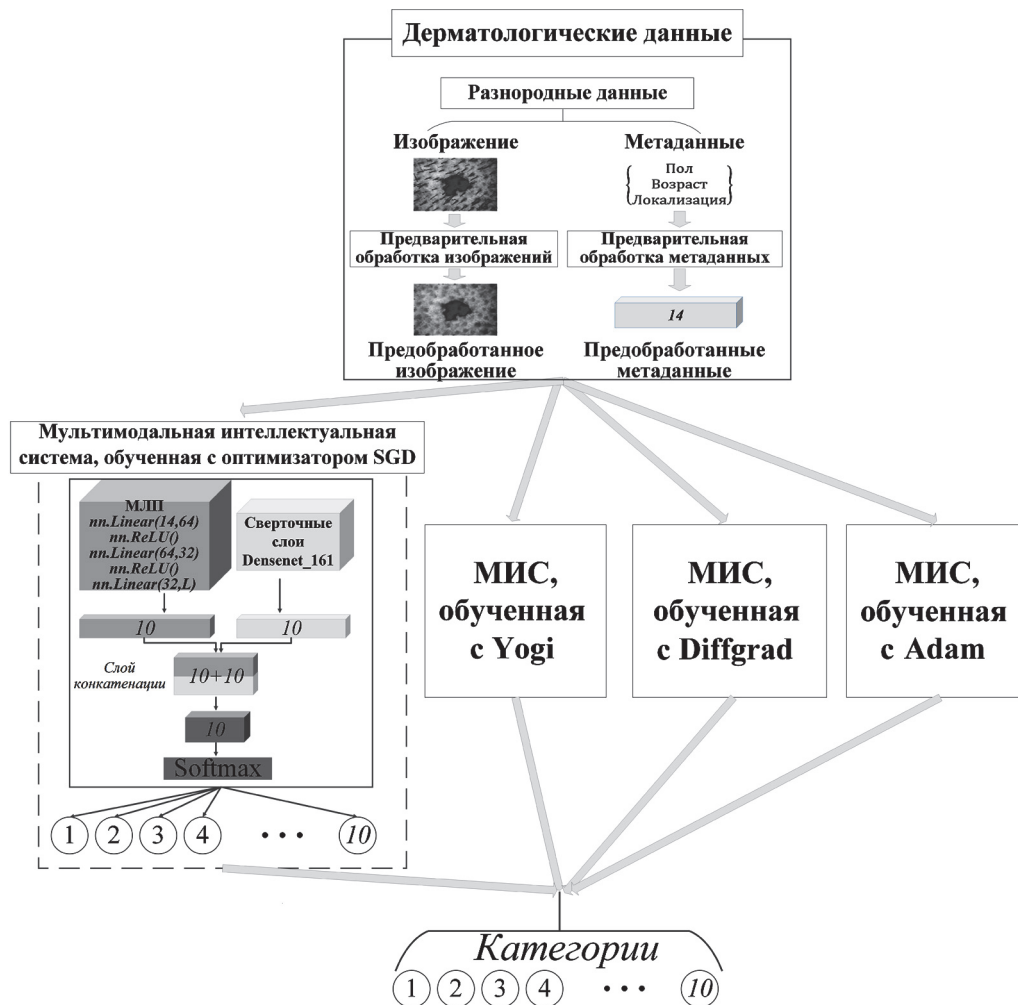 Дерматологические данные
Разнородные данные
Изображение
Метаданные
Пол
Возраст
Локализация
Предварительная
обработка изображений
Предварительная
обработка метаданных
14
Предобработанное
изображение
Предобработанные
метаданные
Мультимодальная интеллектуальная
система, обученная с оптимизатором SGD
МЛП
nn.Linear(14,64)
nn.ReLU()
nn.Linear(64,32)
nn.ReLU()
nn.Linear(32,L)
Сверточные
слои
Densenet_161
10
10
Слой
конкатенации
10+10
10
Softmax
1 2 3 4 • • • 10
МИС,
обученная
с Yogi
МИС,
обученная
с Diffgrad
МИС,
обученная
с Adam
Категории
1 2 3 4 • • • 10